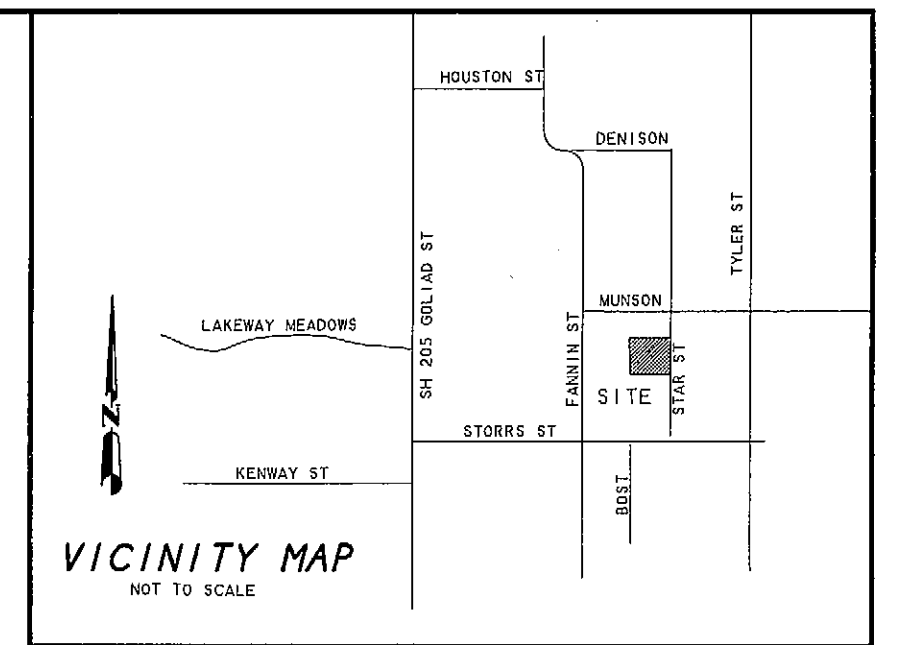 HOUSTON ST
DENISON
TYLER ST
SH 205 GOLIAD ST
MUNSON
LAKEWAY MEADOWS
FANNIN ST
STAR ST
SITE
N
STORRS ST
KENWAY ST
BOST
VICINITY MAP
NOT TO SCALE